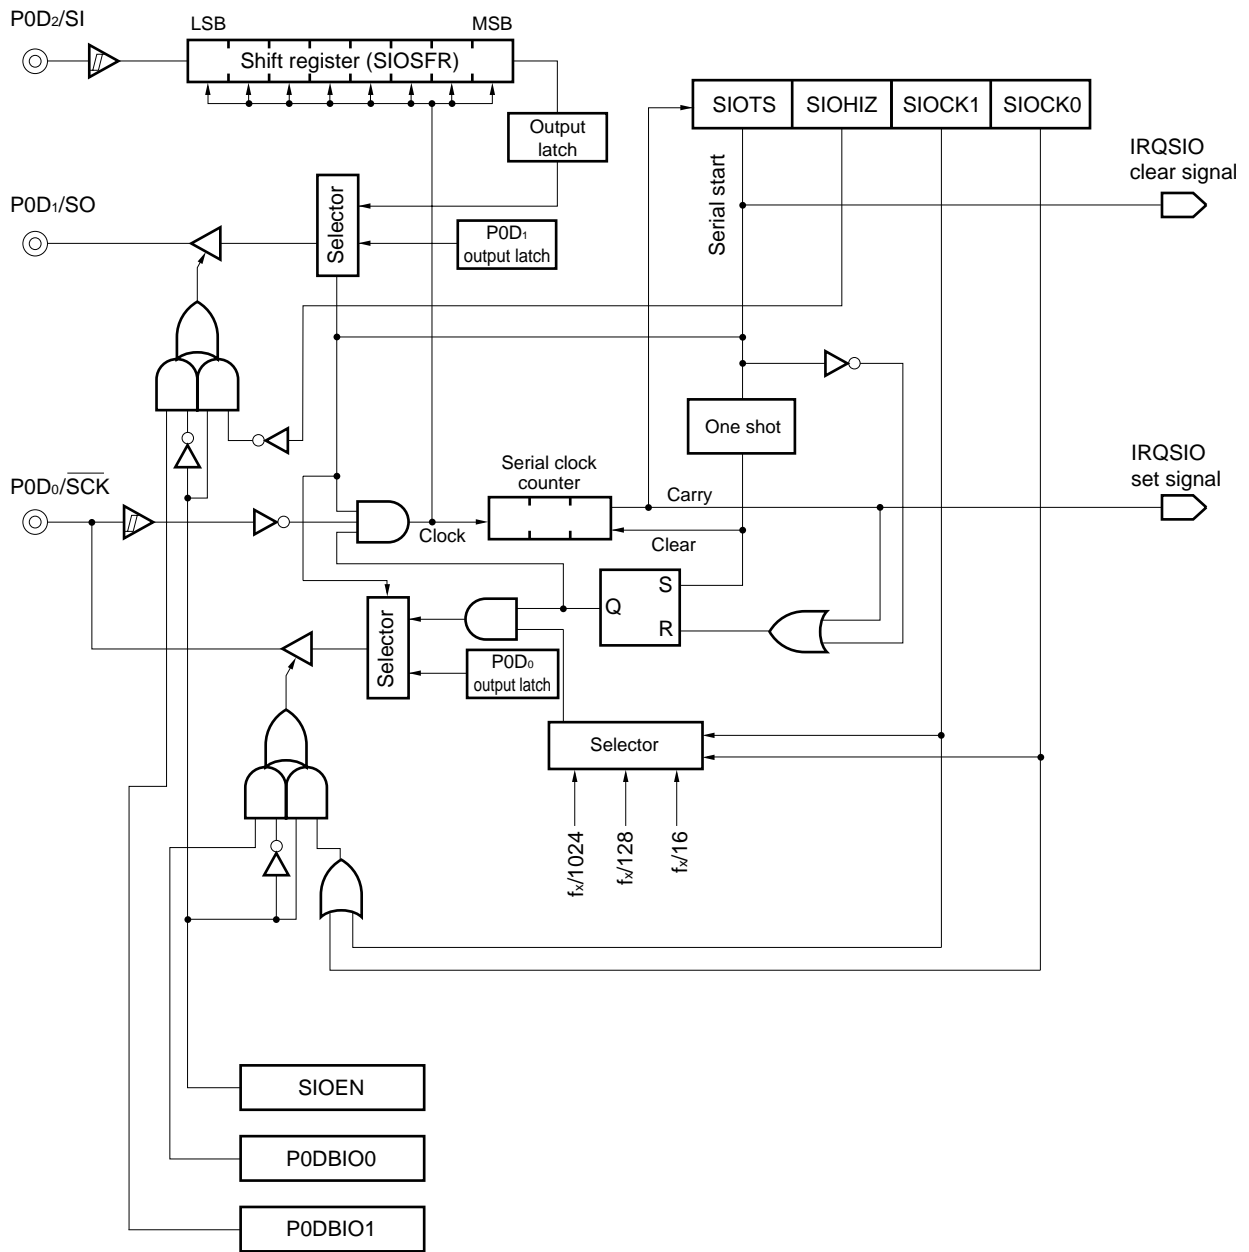 P0D₂/SI
LSB
MSB
Shift register (SIOSFR)
SIOTS
SIOHIZ
SIOCK1
SIOCK0
Output
latch
IRQSIO
clear signal
P0D₁/SO
Selector
P0D₁
output latch
Serial start
One shot
Serial clock
counter
IRQSIO
set signal
P0D₀/S̅C̅K̅
Carry
Clock
Clear
S
Q
R
Selector
P0D₀
output latch
Selector
fₓ/1024
fₓ/128
fₓ/16
SIOEN
P0DBIO0
P0DBIO1